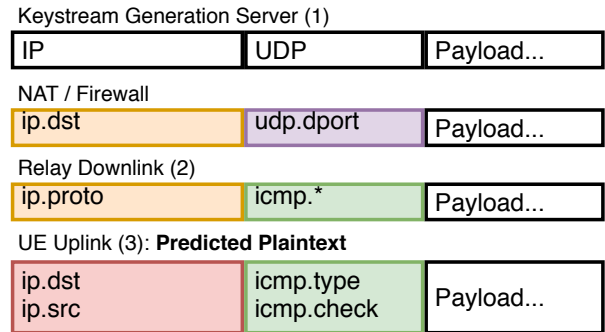 Keystream Generation Server (1)
IP UDP Payload...
NAT / Firewall
ip.dst udp.dport Payload...
Relay Downlink (2)
ip.proto icmp.* Payload...
UE Uplink (3): Predicted Plaintext
ip.dst icmp.type
ip.src icmp.check Payload...